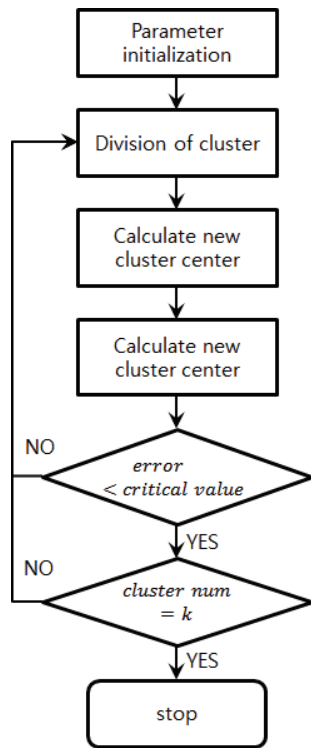 Parameter
initialization
Division of cluster
Calculate new
cluster center
Calculate new
cluster center
NO
error
< critical value
YES
NO
cluster num
= k
YES
stop